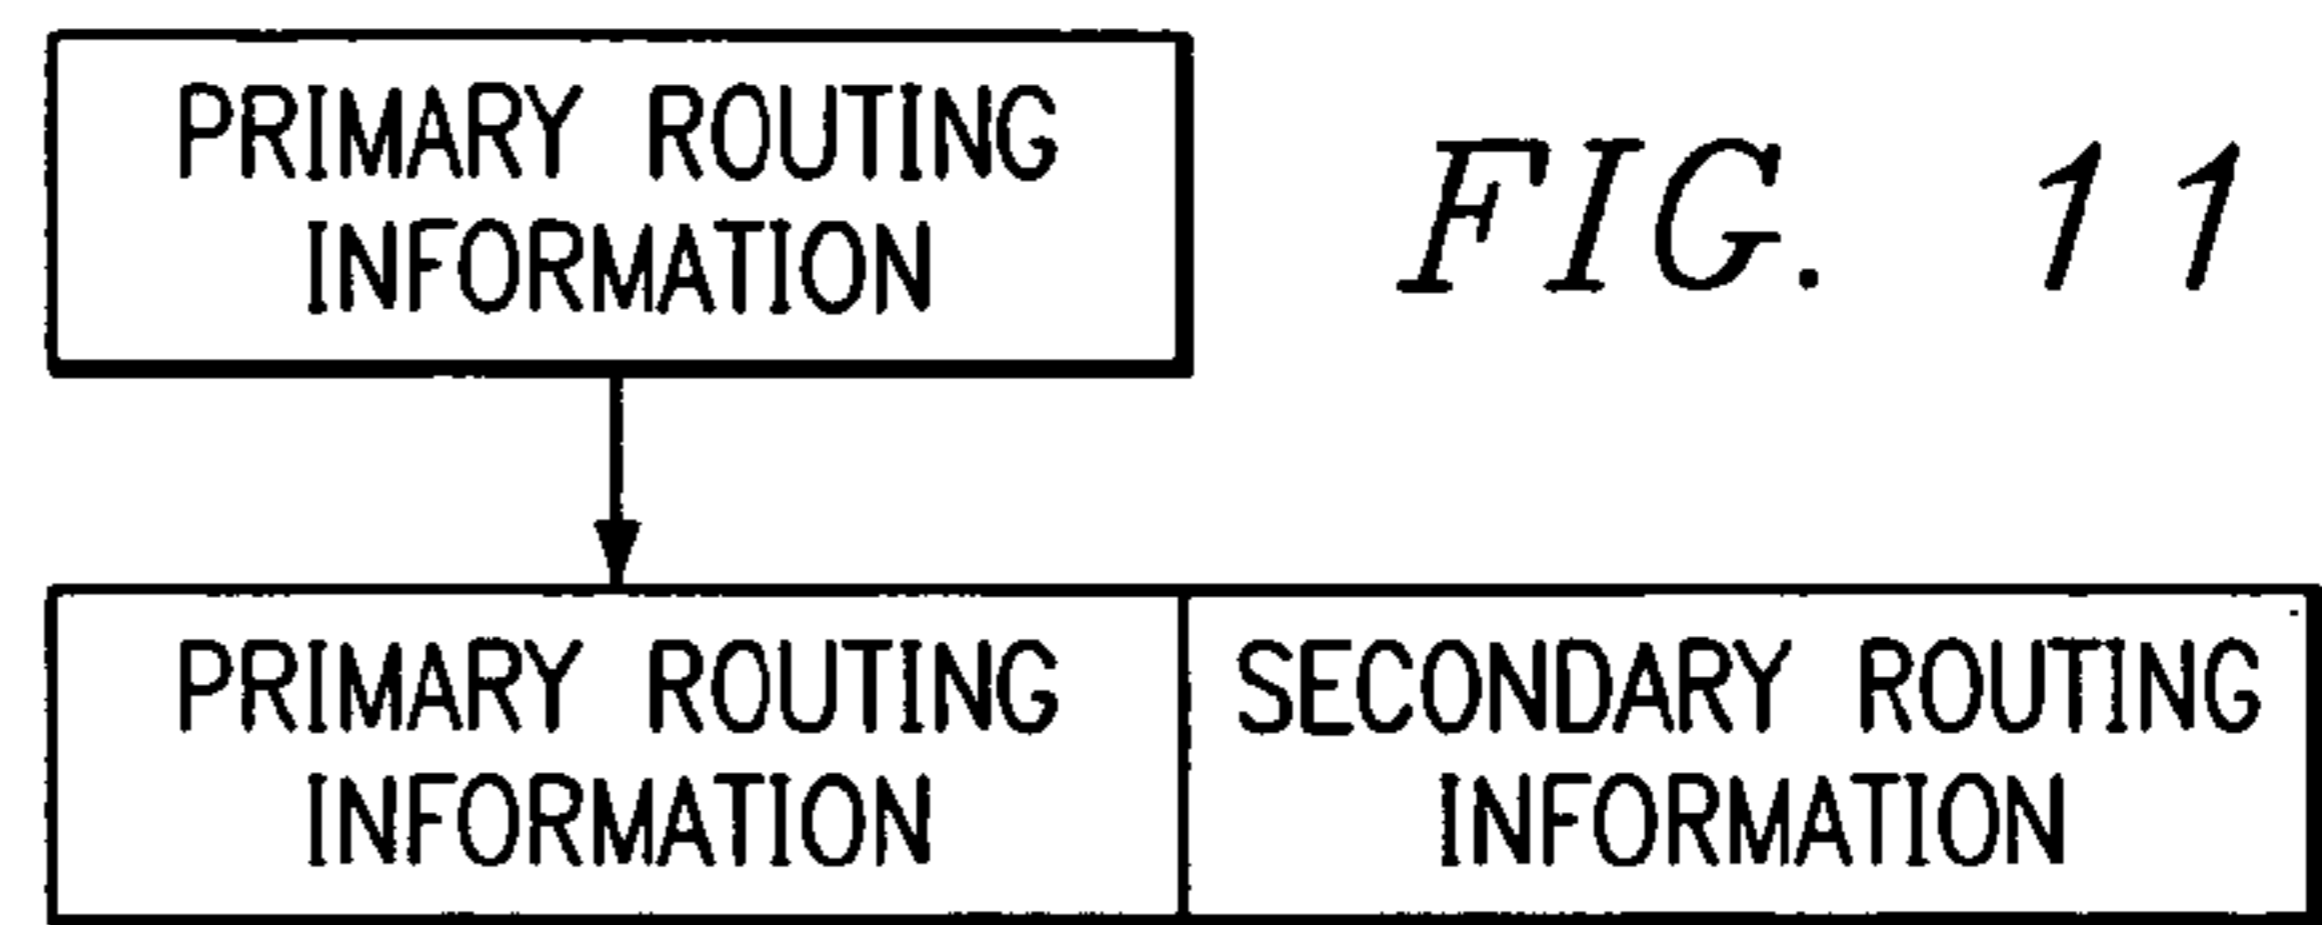 PRIMARY ROUTING
INFORMATION
FIG. 11
PRIMARY ROUTING
INFORMATION
SECONDARY ROUTING
INFORMATION